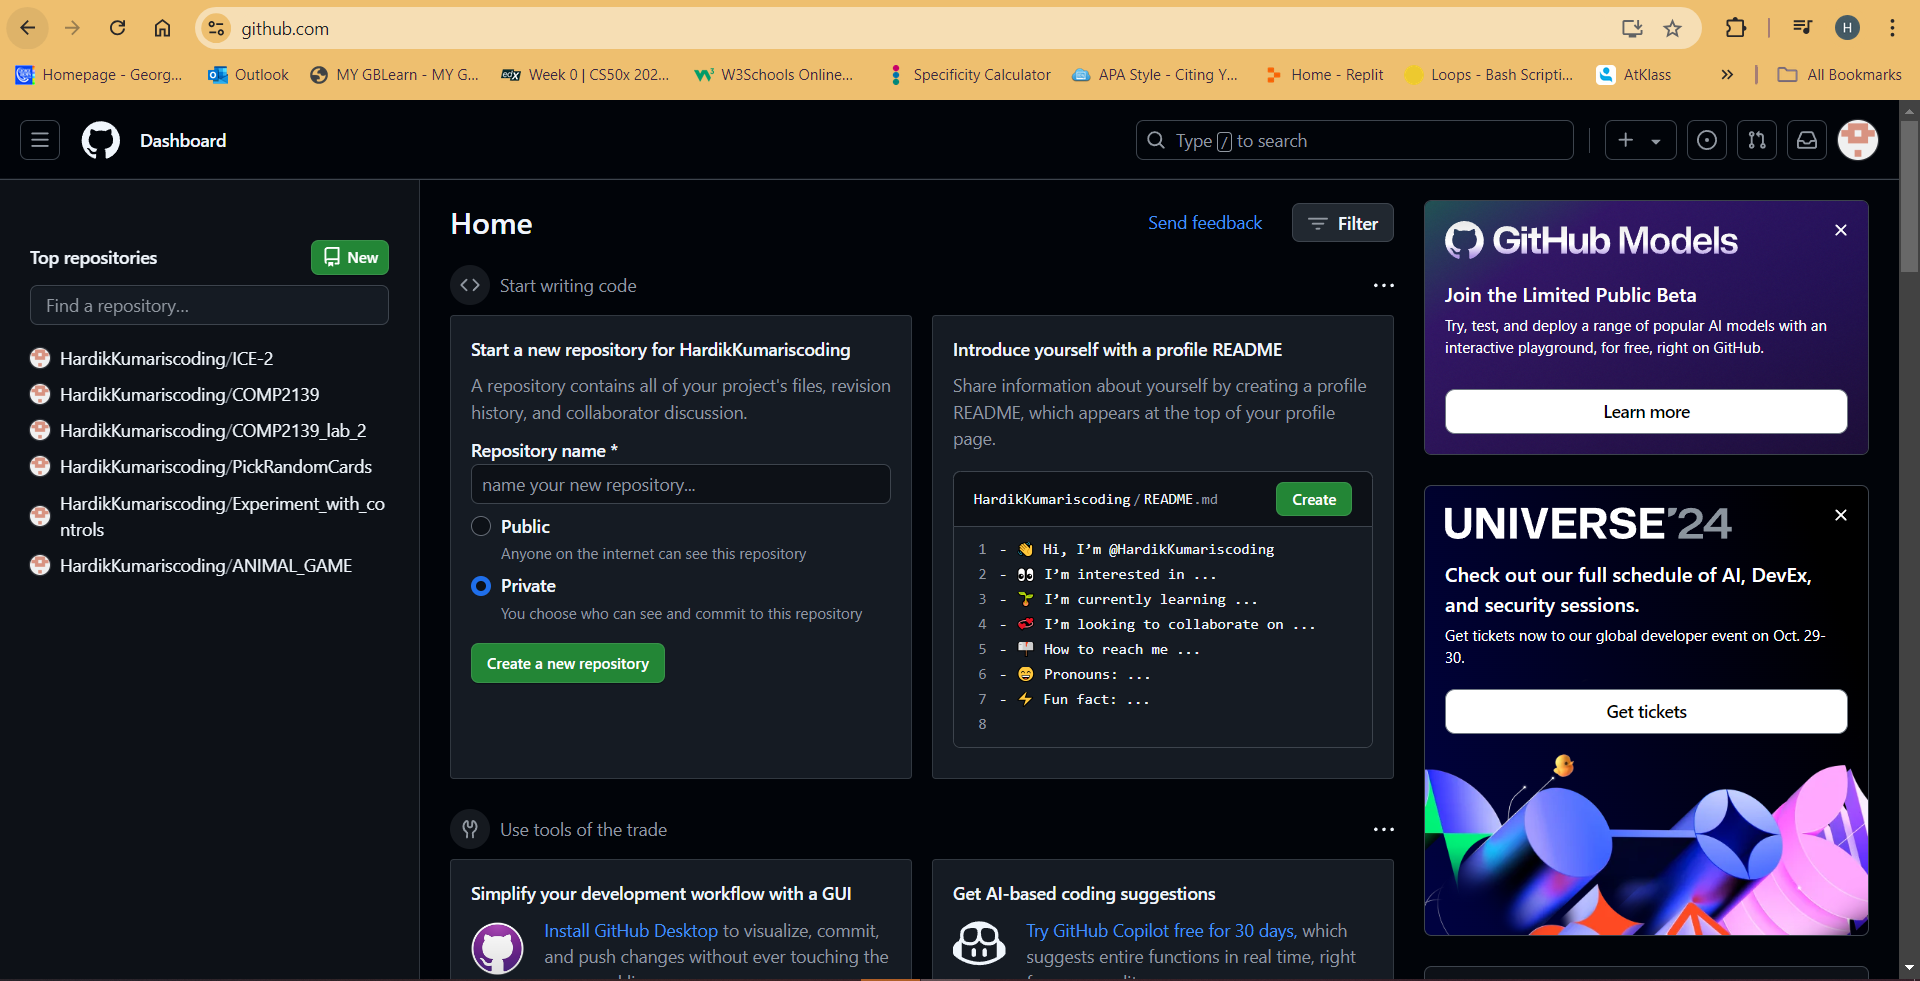 github.com
H
Homepage - Georg...
Outlook
MY GBLearn - MY G...
edX
Week 0 | CS50x 202...
W3Schools Online...
Specificity Calculator
APA Style - Citing Y...
Home - Replit
Loops - Bash Scripti...
AtKlass
»
All Bookmarks
Dashboard
Type / to search
Top repositories
New
Find a repository...
HardikKumariscoding/ICE-2
HardikKumariscoding/COMP2139
HardikKumariscoding/COMP2139_lab_2
HardikKumariscoding/PickRandomCards
HardikKumariscoding/Experiment_with_co
ntrols
HardikKumariscoding/ANIMAL_GAME
Home
Send feedback
Filter
Start writing code
Start a new repository for HardikKumariscoding
A repository contains all of your project's files, revision
history, and collaborator discussion.
Repository name *
name your new repository...
Public
Anyone on the internet can see this repository
Private
You choose who can see and commit to this repository
Create a new repository
Introduce yourself with a profile README
Share information about yourself by creating a profile
README, which appears at the top of your profile
page.
HardikKumariscoding/README.md
Create
1 - 👋 Hi, I’m @HardikKumariscoding
2 - 👀 I’m interested in ...
3 - 🌱 I’m currently learning ...
4 - 💞️ I’m looking to collaborate on ...
5 - 📫 How to reach me ...
6 - 😄 Pronouns: ...
7 - ⚡ Fun fact: ...
8
Use tools of the trade
Simplify your development workflow with a GUI
Install GitHub Desktop to visualize, commit,
and push changes without ever touching the
Get AI-based coding suggestions
Try GitHub Copilot free for 30 days, which
suggests entire functions in real time, right
GitHub Models
Join the Limited Public Beta
Try, test, and deploy a range of popular AI models with an
interactive playground, for free, right on GitHub.
Learn more
UNIVERSE'24
Check out our full schedule of AI, DevEx,
and security sessions.
Get tickets now to our global developer event on Oct. 29-
30.
Get tickets